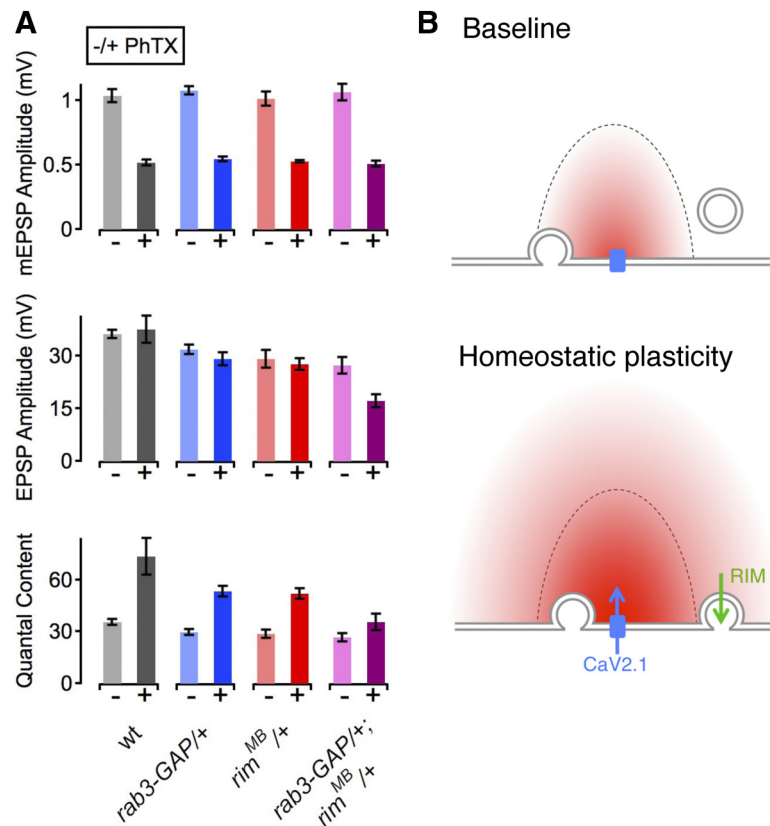 A
-/+ PhTX
mEPSP Amplitude (mV)
1
0.5
0
- + - + - + - +
EPSP Amplitude (mV)
30
15
0
- + - + - + - +
Quantal Content
60
30
0
- + - + - + - +
wt
rab3-GAP/+
rim^MB/+
rab3-GAP/+;
rim^MB/+
B
Baseline
Homeostatic plasticity
RIM
CaV2.1